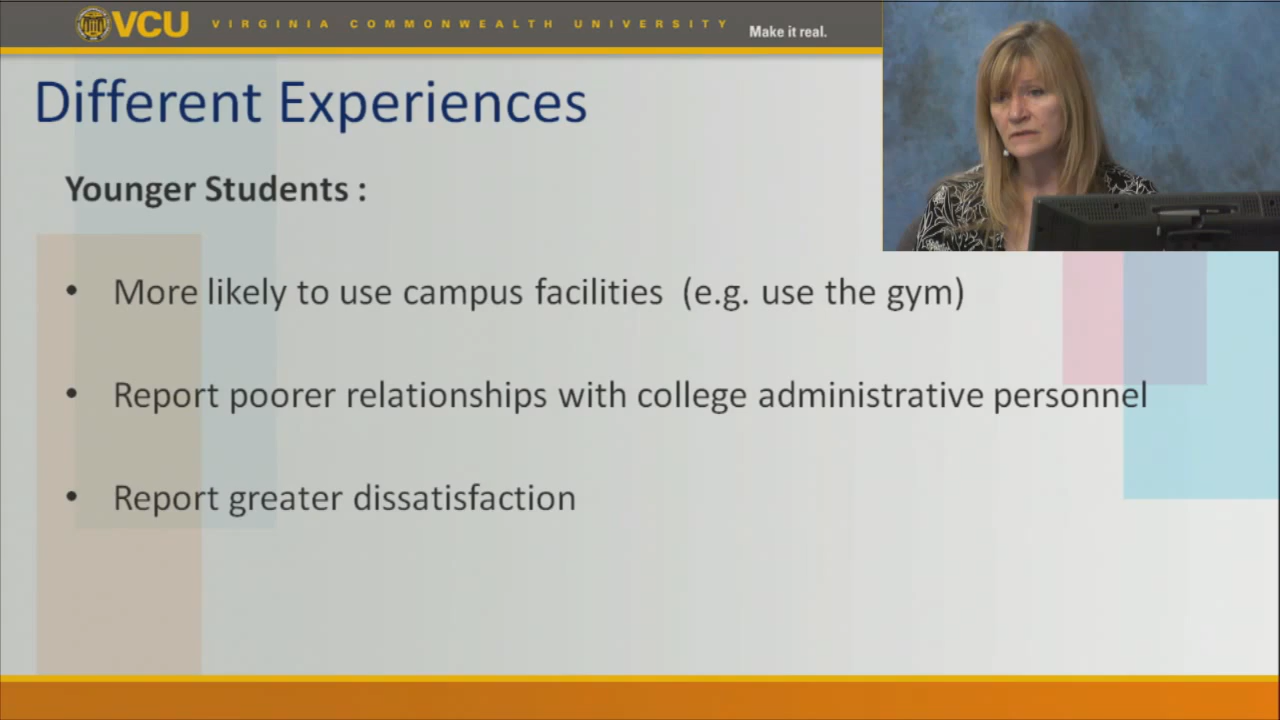 VCU VIRGINIA COMMONWEALTH UNIVERSITY Make it real.
Different Experiences
Younger Students :
• More likely to use campus facilities (e.g. use the gym)
• Report poorer relationships with college administrative personnel
• Report greater dissatisfaction